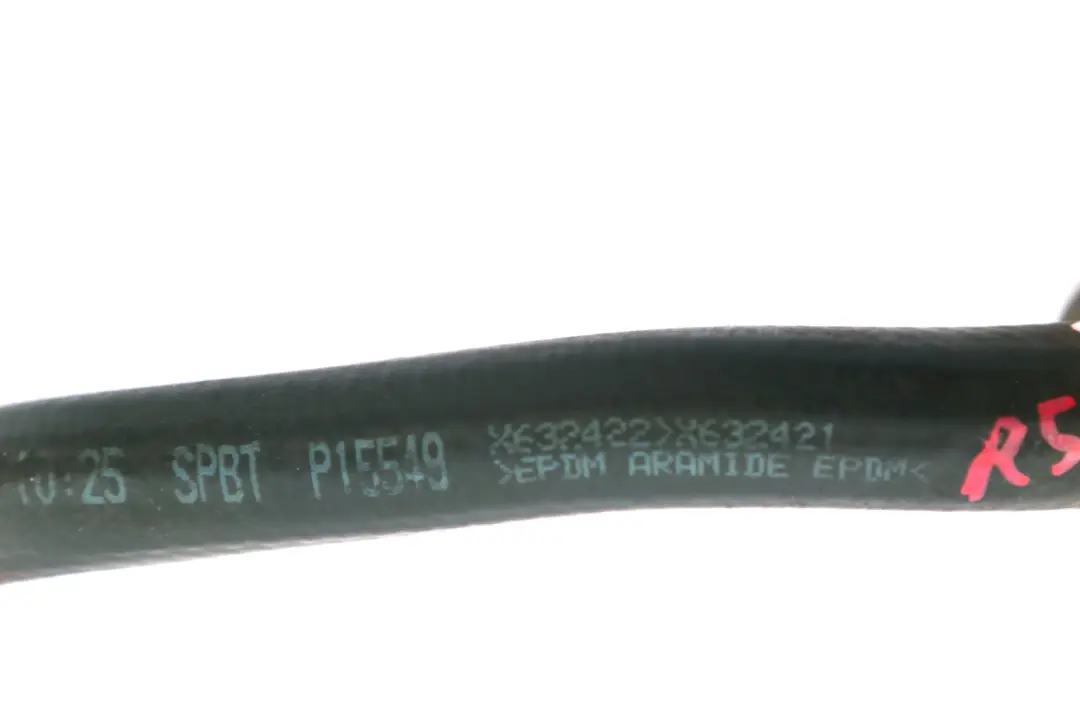 10:25 SPBT P15549
X632422>X632421
>EPDM ARAMIDE EPDM<
R5